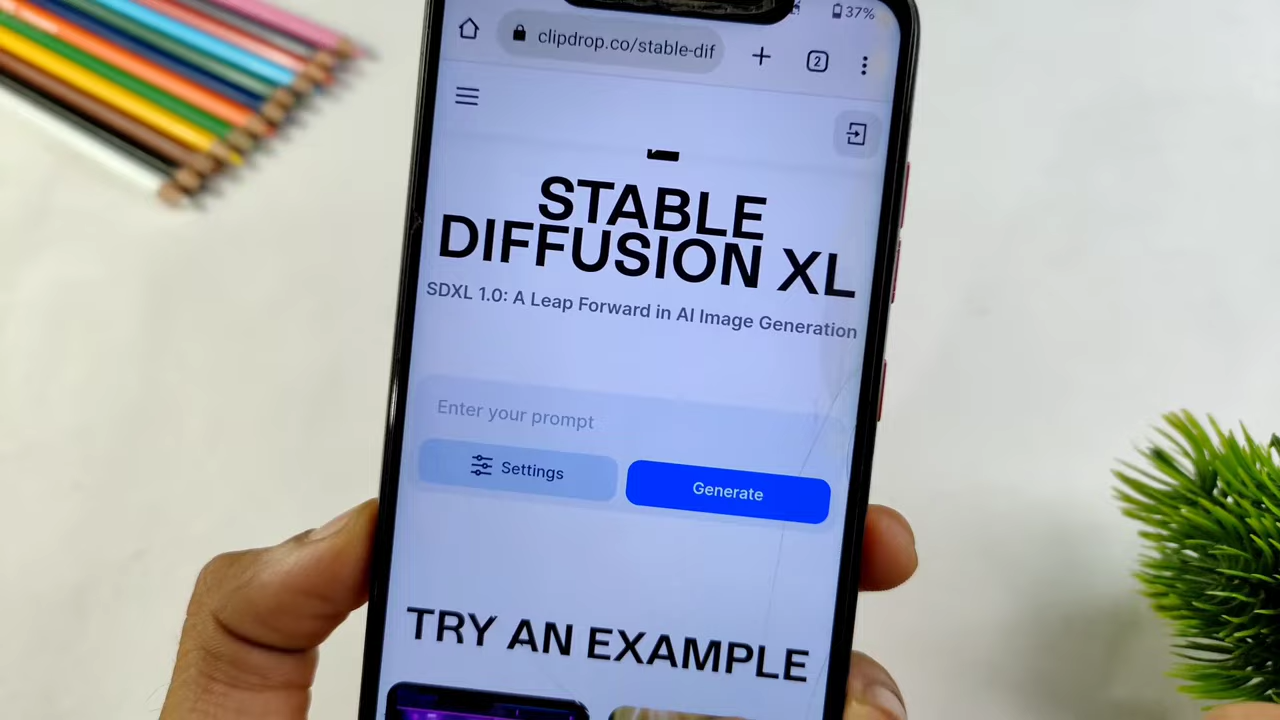 37%
clipdrop.co/stable-dif
2
STABLE
DIFFUSION XL
SDXL 1.0: A Leap Forward in AI Image Generation
Enter your prompt
Settings
Generate
TRY AN EXAMPLE